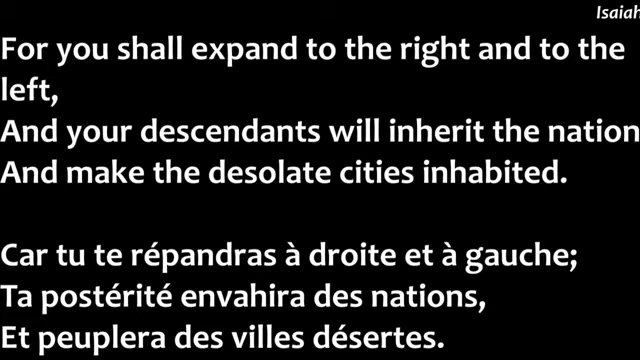 Isaiah
For you shall expand to the right and to the
left,
And your descendants will inherit the nation
And make the desolate cities inhabited.
Car tu te répandras à droite et à gauche;
Ta postérité envahira des nations,
Et peuplera des villes désertes.